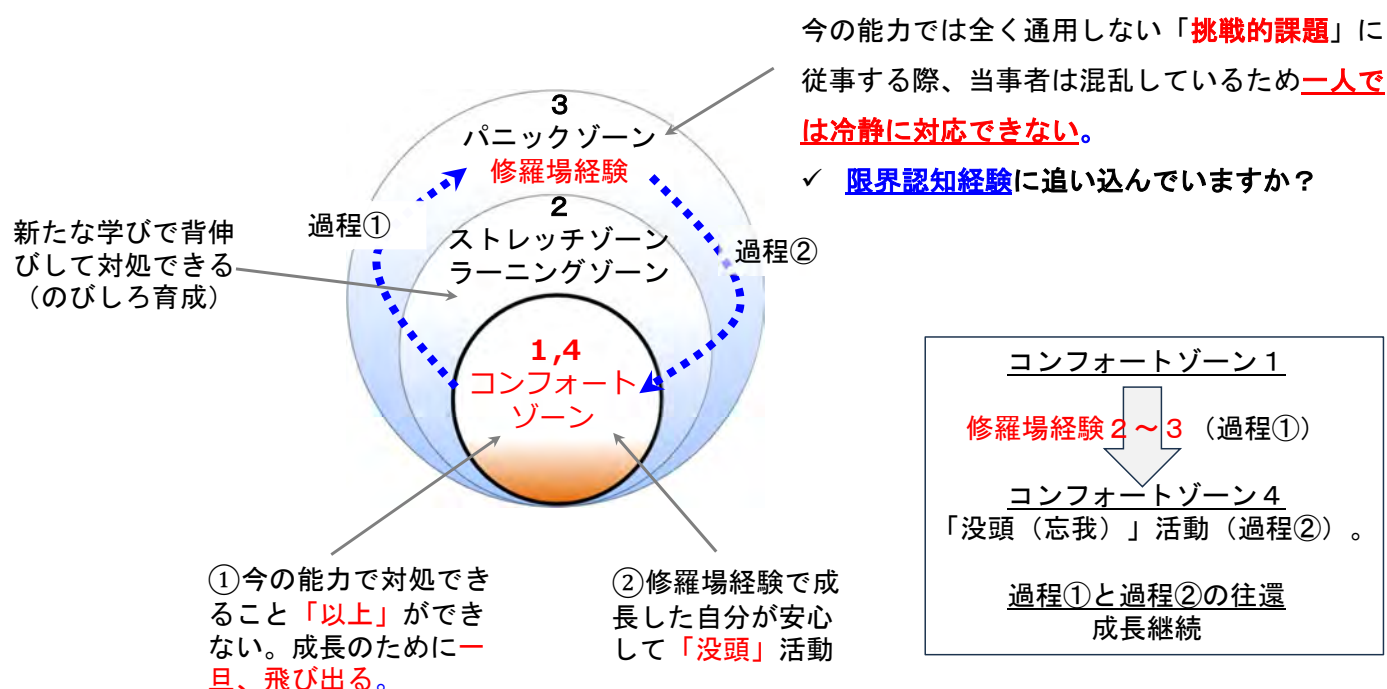 今の能力では全く通用しない「挑戦的課題」に
従事する際、当事者は混乱しているため一人で
は冷静に対応できない。
✓ 限界認知経験に追い込んでいますか？
3
パニックゾーン
修羅場経験
2
ストレッチゾーン
ラーニングゾーン
過程①
過程②
新たな学びで背伸
びして対処できる
（のびしろ育成）
1,4
コンフォート
ゾーン
①今の能力で対処でき
ること「以上」ができ
ない。成長のために一
旦、飛び出る。
②修羅場経験で成
長した自分が安心
して「没頭」活動
コンフォートゾーン１
修羅場経験２～３（過程①）
コンフォートゾーン４
「没頭（忘我）」活動（過程②）。
過程①と過程②の往還
成長継続